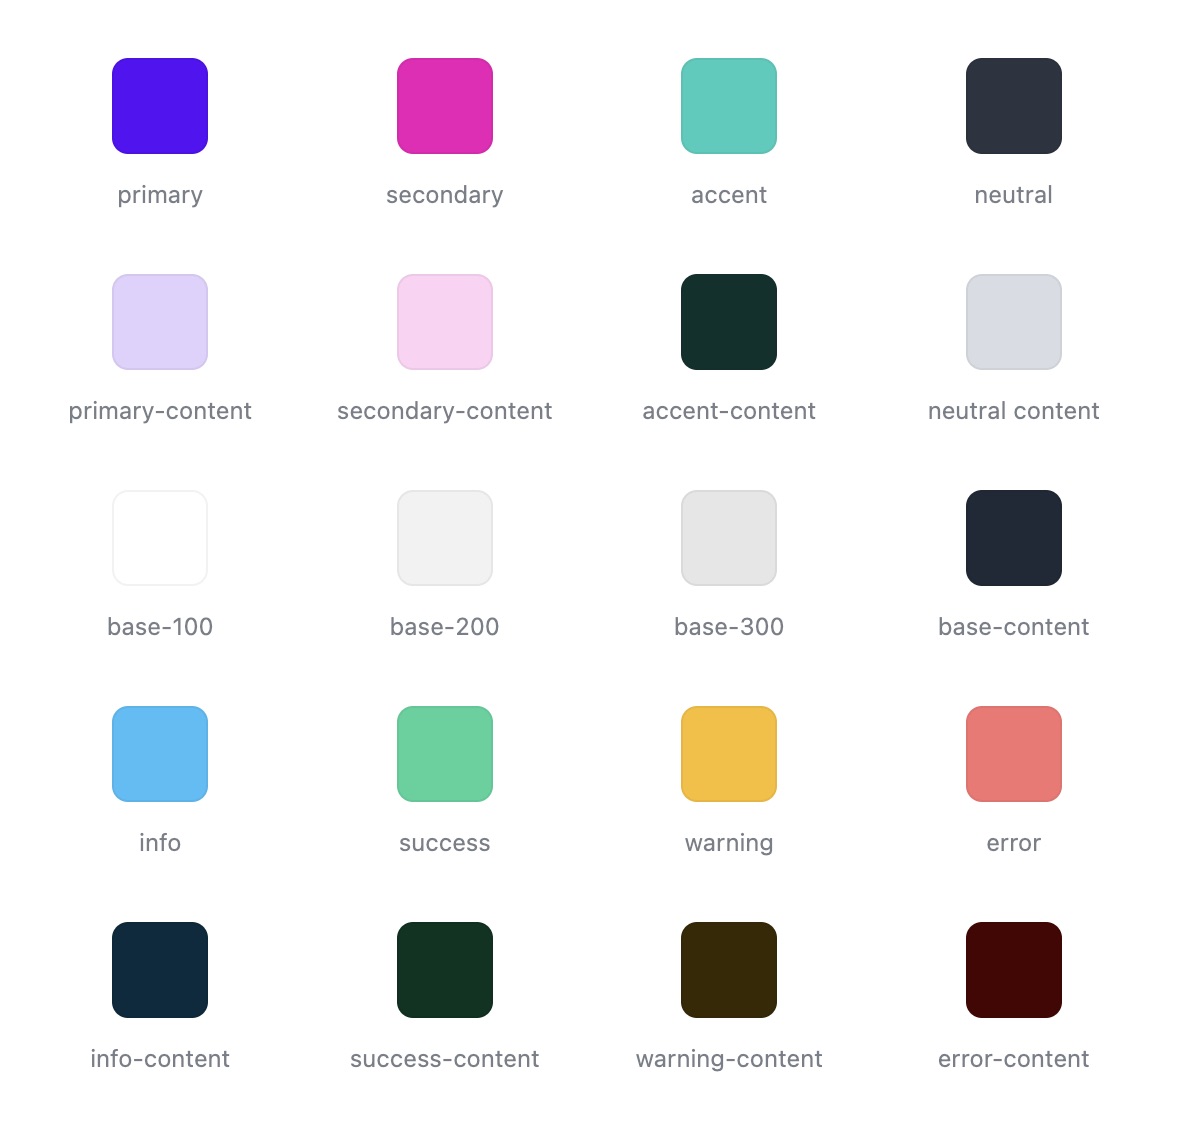 primary
secondary
accent
neutral
primary-content
secondary-content
accent-content
neutral content
base-100
base-200
base-300
base-content
info
success
warning
error
info-content
success-content
warning-content
error-content